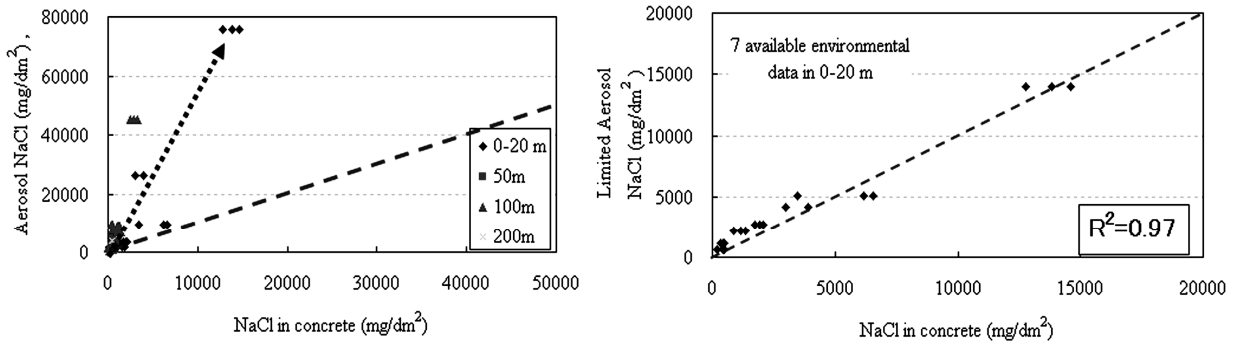 80000
60000
40000
20000
0
Aerosol NaCl (mg/dm²) ,
0 10000 20000 30000 40000 50000
NaCl in concrete (mg/dm²)
0-20 m
50m
100m
200m
20000
15000
10000
5000
0
Limited Aerosol
NaCl (mg/dm²)
7 available environmental
data in 0-20 m
R²=0.97
0 5000 10000 15000 20000
NaCl in concrete (mg/dm²)